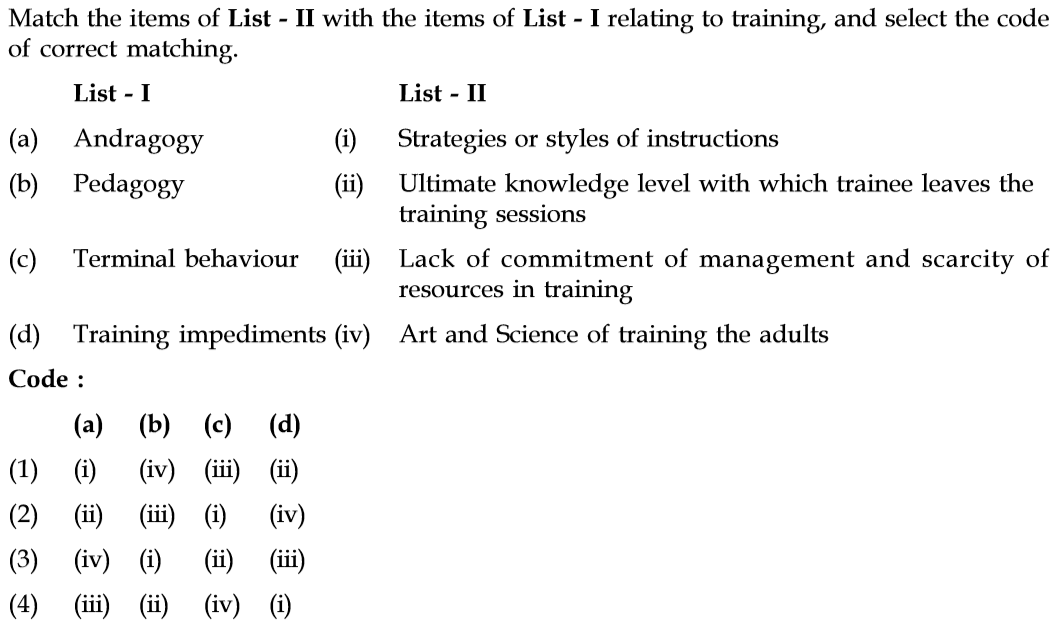 Match the items of List - II with the items of List - I relating to training, and select the code
of correct matching.
List - I List - II
(a) Andragogy (i) Strategies or styles of instructions
(b) Pedagogy (ii) Ultimate knowledge level with which trainee leaves the
training sessions
(c) Terminal behaviour (iii) Lack of commitment of management and scarcity of
resources in training
(d) Training impediments (iv) Art and Science of training the adults
Code :
(a) (b) (c) (d)
(1) (i) (iv) (iii) (ii)
(2) (ii) (iii) (i) (iv)
(3) (iv) (i) (ii) (iii)
(4) (iii) (ii) (iv) (i)